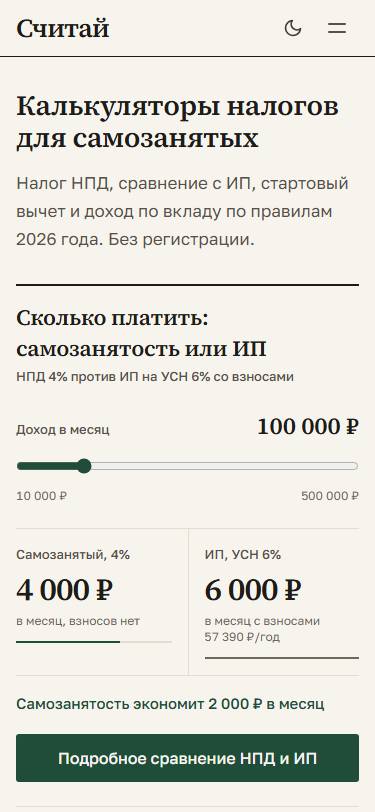 Считай
Калькуляторы налогов
для самозанятых
Налог НПД, сравнение с ИП, стартовый
вычет и доход по вкладу по правилам
2026 года. Без регистрации.
Сколько платить:
самозанятость или ИП
НПД 4% против ИП на УСН 6% со взносами
Доход в месяц
100 000 ₽
10 000 ₽
500 000 ₽
Самозанятый, 4%
4 000 ₽
в месяц, взносов нет
ИП, УСН 6%
6 000 ₽
в месяц с взносами
57 390 ₽/год
Самозанятость экономит 2 000 ₽ в месяц
Подробное сравнение НПД и ИП